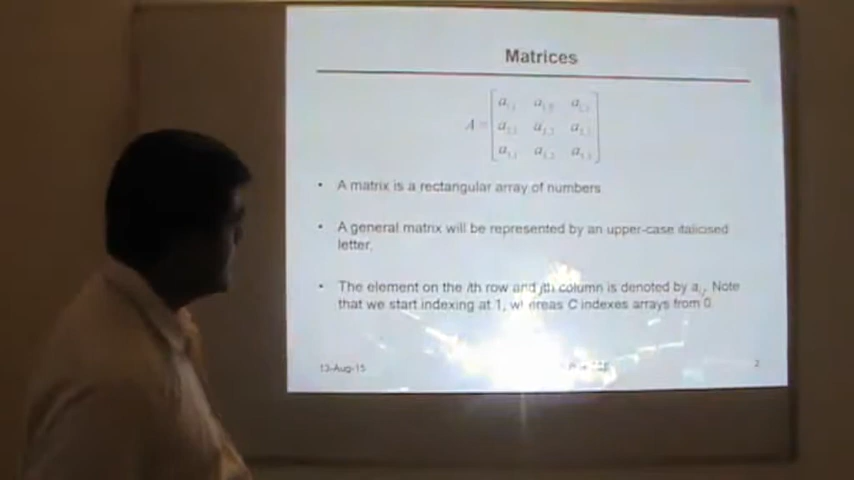 Matrices
A =
• A matrix is a rectangular array of numbers
• A general matrix will be represented by an upper-case italicised
letter.
• The element on the ith row and jth column is denoted by a Note
that we start indexing at 1, whereas C indexes arrays from 0
13-Aug-15
2